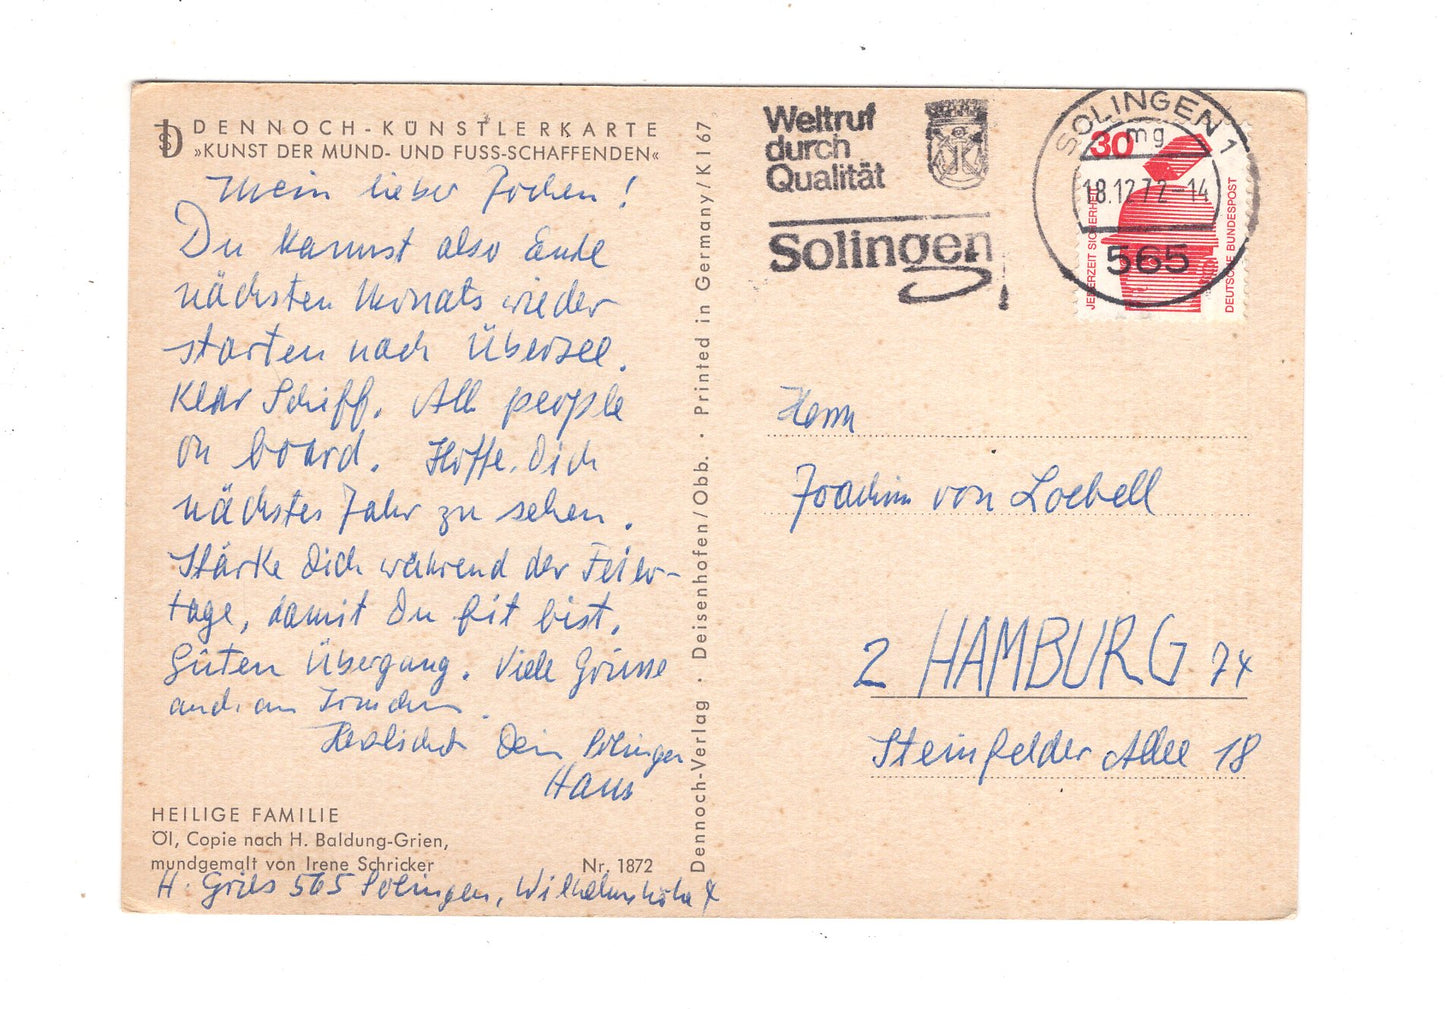 DENNOCH-KÜNSTLERKARTE
»KUNST DER MUND- UND FUSS-SCHAFFENDEN«
Mein lieber Jochen!
Du kannst also Ende
nächsten Monats wieder
starten nach Übersee.
Klar Schiff. All people
on board. Hoffe, Dich
nächstes Jahr zu sehen.
Stärke Dich während der Feier-
tage, damit Du fit bist.
Guten Übergang. Viele Grüsse
auch an
Herzlichst Dein Solinger
Hans
HEILIGE FAMILIE
Öl, Copie nach H. Baldung-Grien,
mundgemalt von Irene Schricker
Nr. 1872
H. Gries 565 Solingen, Wilhelmshöhe
Dennoch-Verlag · Deisenhofen/Obb. · Printed in Germany/K167
Weltruf
durch
Qualität
Solingen
SOLINGEN 1
mg
18.12.72-14
565
30
JEDERZEIT SICHERHEIT
DEUTSCHE BUNDESPOST
Herrn
Joachim von Loebell
2 HAMBURG 74
Steinfelder Allee 18